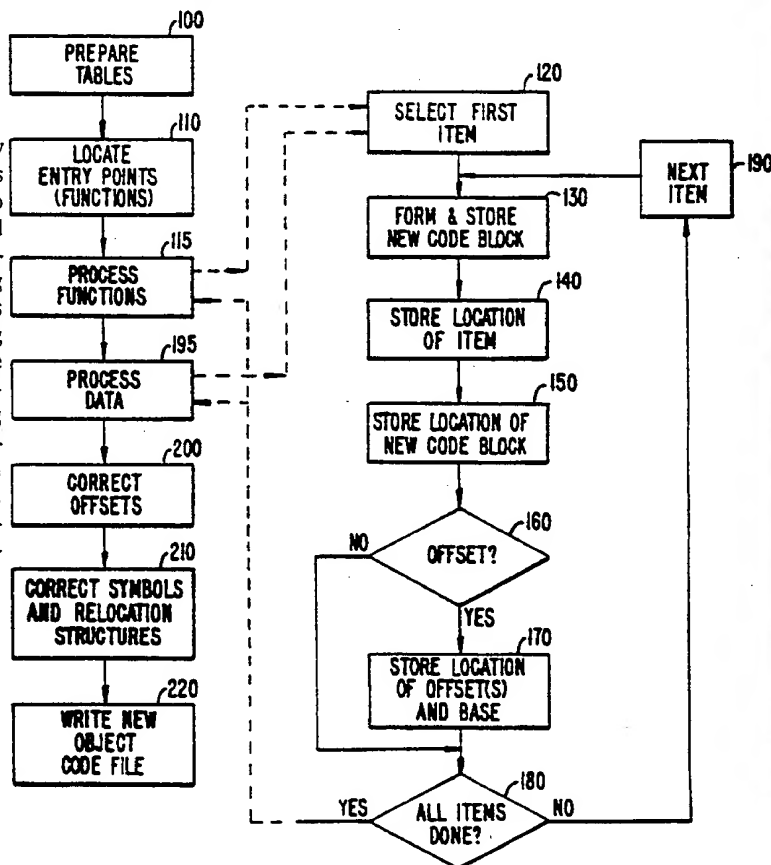 100
PREPARE
TABLES
110
LOCATE
ENTRY POINTS
(FUNCTIONS)
115
PROCESS
FUNCTIONS
195
PROCESS
DATA
200
CORRECT
OFFSETS
210
CORRECT SYMBOLS
AND RELOCATION
STRUCTURES
220
WRITE NEW
OBJECT
CODE FILE
120
SELECT FIRST
ITEM
130
FORM & STORE
NEW CODE BLOCK
140
STORE LOCATION
OF ITEM
150
STORE LOCATION OF
NEW CODE BLOCK
160
OFFSET?
NO
YES
170
STORE LOCATION
OF OFFSET(S)
AND BASE
180
ALL ITEMS
DONE?
YES
NO
190
NEXT
ITEM